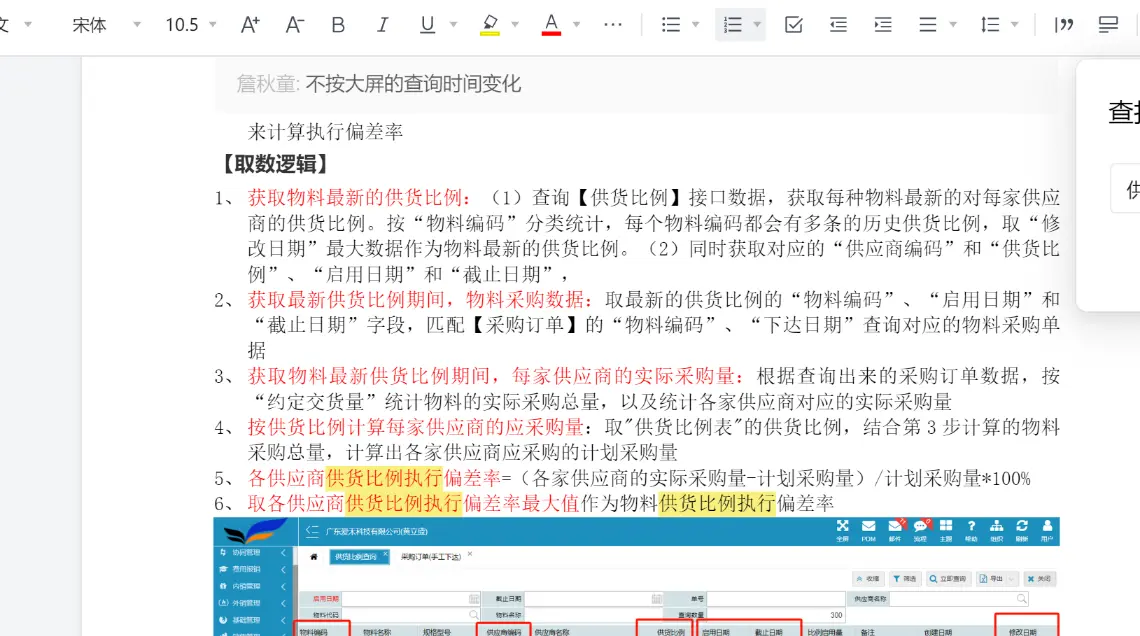 宋体 10.5 B I U A
查
詹秋童: 不按大屏的查询时间变化
来计算执行偏差率
【取数逻辑】
1、获取物料最新的供货比例：（1）查询【供货比例】接口数据，获取每种物料最新的对每家供应
商的供货比例。按“物料编码”分类统计，每个物料编码都会有多条的历史供货比例，取“修
改日期”最大数据作为物料最新的供货比例。（2）同时获取对应的“供应商编码”和“供货比
例”、“启用日期”和“截止日期”，
2、获取最新供货比例期间，物料采购数据：取最新的供货比例的“物料编码”、“启用日期”和
“截止日期”字段，匹配【采购订单】的“物料编码”、“下达日期”查询对应的物料采购单
据
3、获取物料最新供货比例期间，每家供应商的实际采购量：根据查询出来的采购订单数据，按
“约定交货量”统计物料的实际采购总量，以及统计各家供应商对应的实际采购量
4、按供货比例计算每家供应商的应采购量：取"供货比例表"的供货比例，结合第 3 步计算的物料
采购总量，计算出各家供应商应采购的计划采购量
5、各供应商供货比例执行偏差率=（各家供应商的实际采购量-计划采购量）/计划采购量*100%
6、取各供应商供货比例执行偏差率最大值作为物料供货比例执行偏差率
全屏 POM 邮件 流程 主题 帮助 组织 刷新 用户
协同管理 供货比例查询 采购订单(手工下达)
费用报销
内销管理 收缩 筛选 立即查询 导出 关闭
外销管理 启用日期 截止日期 单号 供应商名称
基础管理 物料代码 物料名称 查询数量 300
物料编码 物料名称 规格型号 供应商编码 供应商名称 供货比例 启用日期 截止日期 比例启用量 备注 创建日期 修改日期